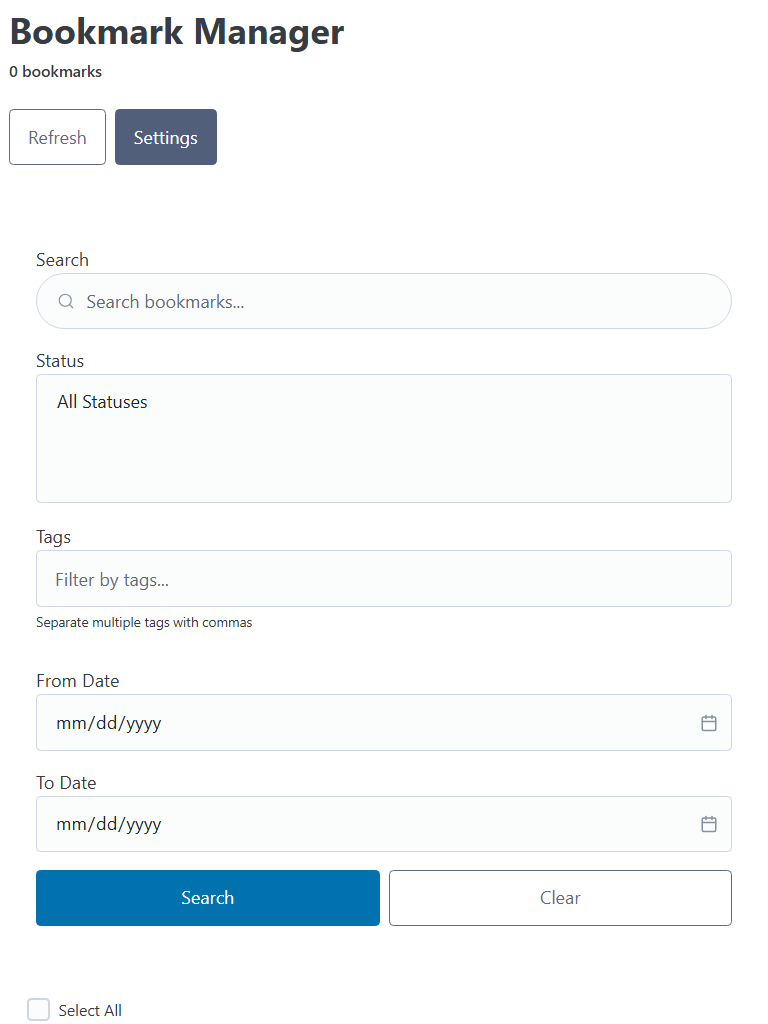 Bookmark Manager
0 bookmarks
Refresh
Settings
Search
Search bookmarks...
Status
All Statuses
Tags
Filter by tags...
Separate multiple tags with commas
From Date
mm/dd/yyyy
To Date
mm/dd/yyyy
Search
Clear
Select All